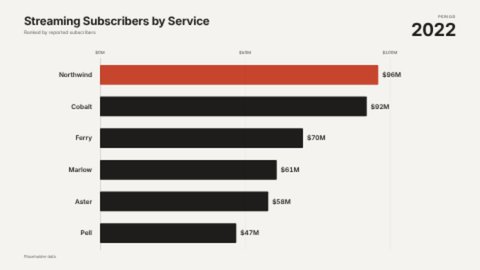 Streaming Subscribers by Service
Ranked by reported subscribers
PERIOD
2022
$0M
$50M
$100M
Northwind $96M
Cobalt $92M
Ferry $70M
Marlow $61M
Aster $58M
Pell $47M
Placeholder data